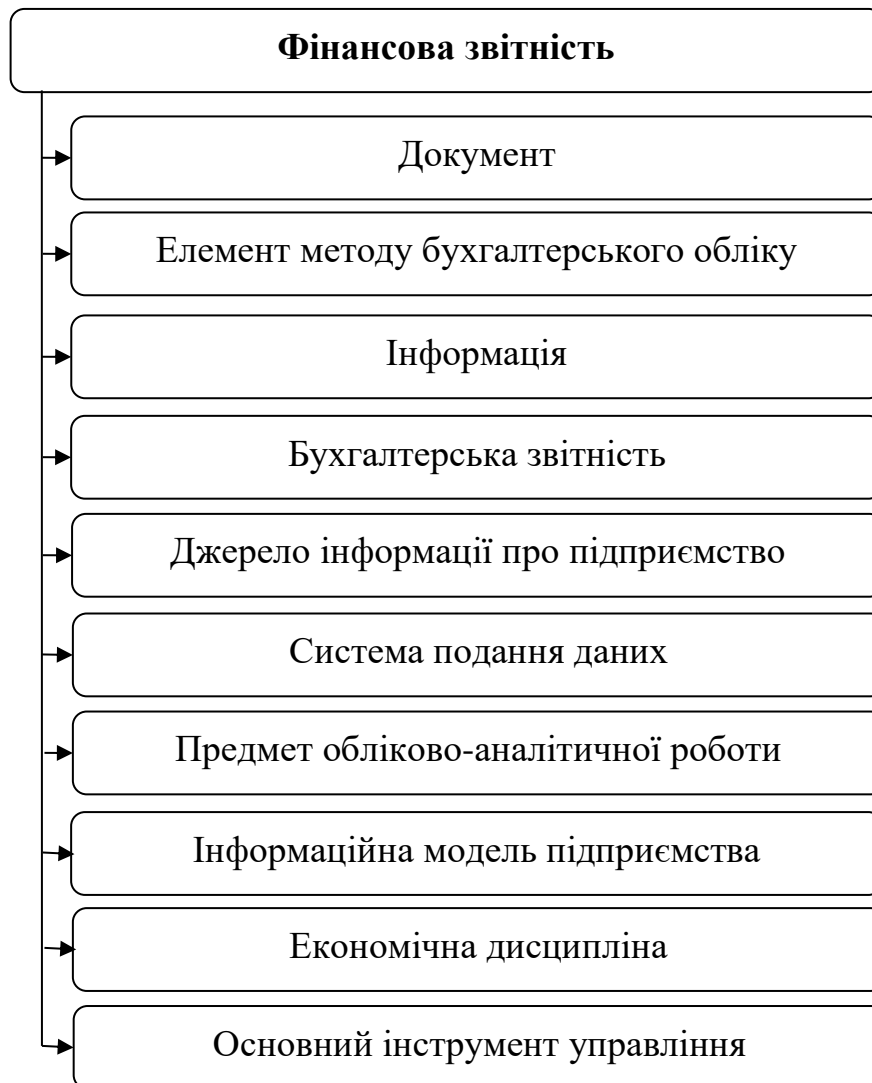 Фінансова звітність
Документ
Елемент методу бухгалтерського обліку
Інформація
Бухгалтерська звітність
Джерело інформації про підприємство
Система подання даних
Предмет обліково-аналітичної роботи
Інформаційна модель підприємства
Економічна дисципліна
Основний інструмент управління